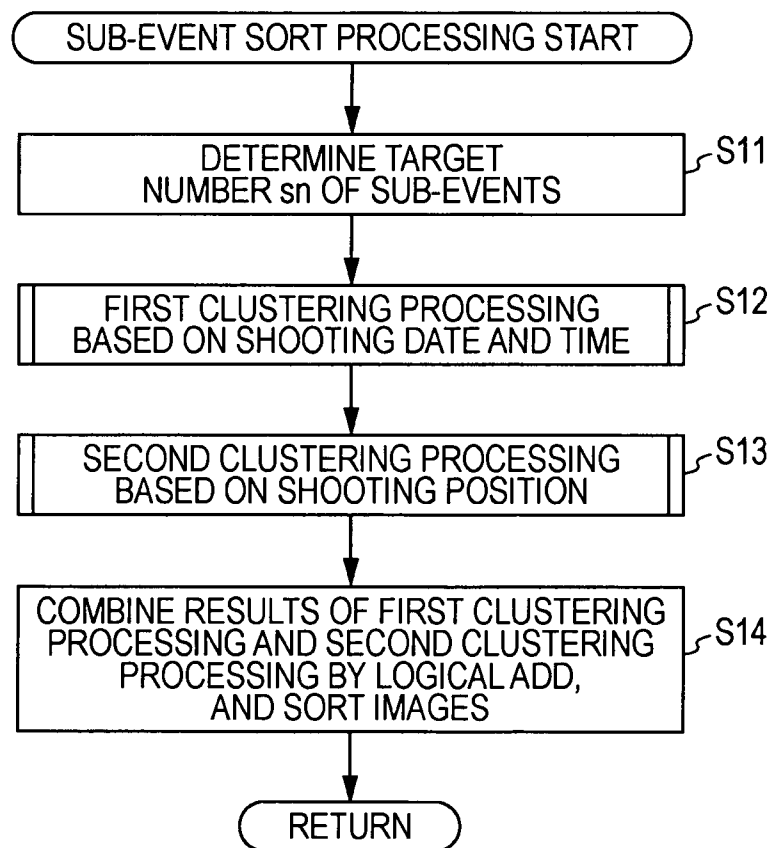 SUB-EVENT SORT PROCESSING START
DETERMINE TARGET
NUMBER sn OF SUB-EVENTS
S11
FIRST CLUSTERING PROCESSING
BASED ON SHOOTING DATE AND TIME
S12
SECOND CLUSTERING PROCESSING
BASED ON SHOOTING POSITION
S13
COMBINE RESULTS OF FIRST CLUSTERING
PROCESSING AND SECOND CLUSTERING
PROCESSING BY LOGICAL ADD,
AND SORT IMAGES
S14
RETURN